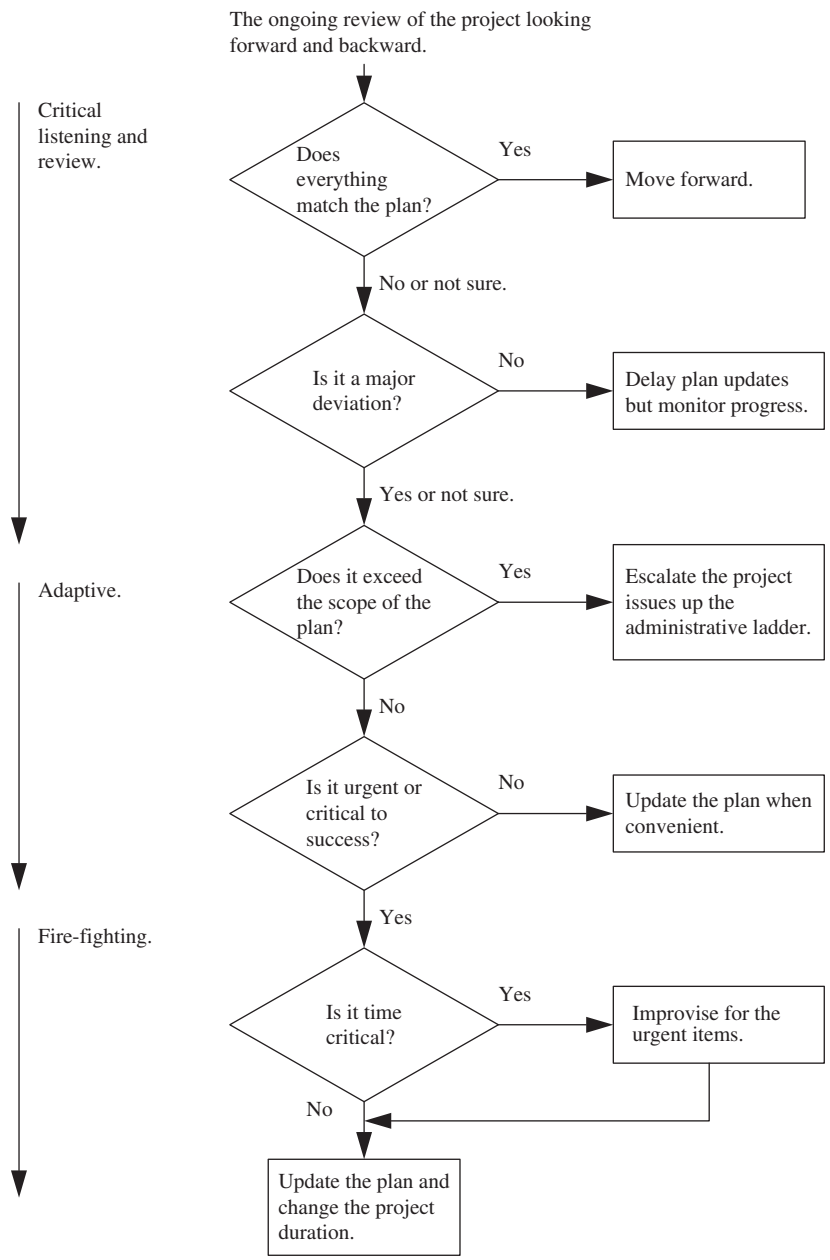 The ongoing review of the project looking
forward and backward.
Critical
listening and
review.
Does
everything
match the plan?
Yes
Move forward.
No or not sure.
Is it a major
deviation?
No
Delay plan updates
but monitor progress.
Yes or not sure.
Adaptive.
Does it exceed
the scope of the
plan?
Yes
Escalate the project
issues up the
administrative ladder.
No
Is it urgent or
critical to
success?
No
Update the plan when
convenient.
Yes
Fire-fighting.
Is it time
critical?
Yes
Improvise for the
urgent items.
No
Update the plan and
change the project
duration.